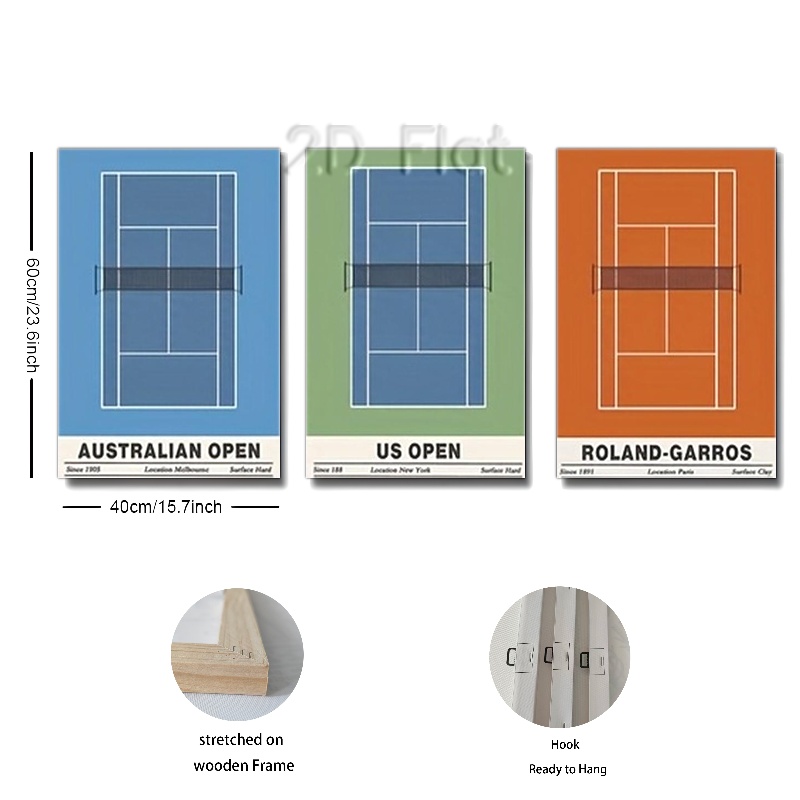 2D Flat
60cm/23.6inch
AUSTRALIAN OPEN
Since 1905 Location Melbourne Surface Hard
US OPEN
Since 188 Location New York Surface Hard
ROLAND-GARROS
Since 1891 Location Paris Surface Clay
40cm/15.7inch
stretched on
wooden Frame
Hook
Ready to Hang